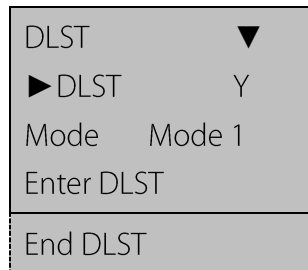 DLST ▼
►DLST Y
Mode Mode 1
Enter DLST
End DLST